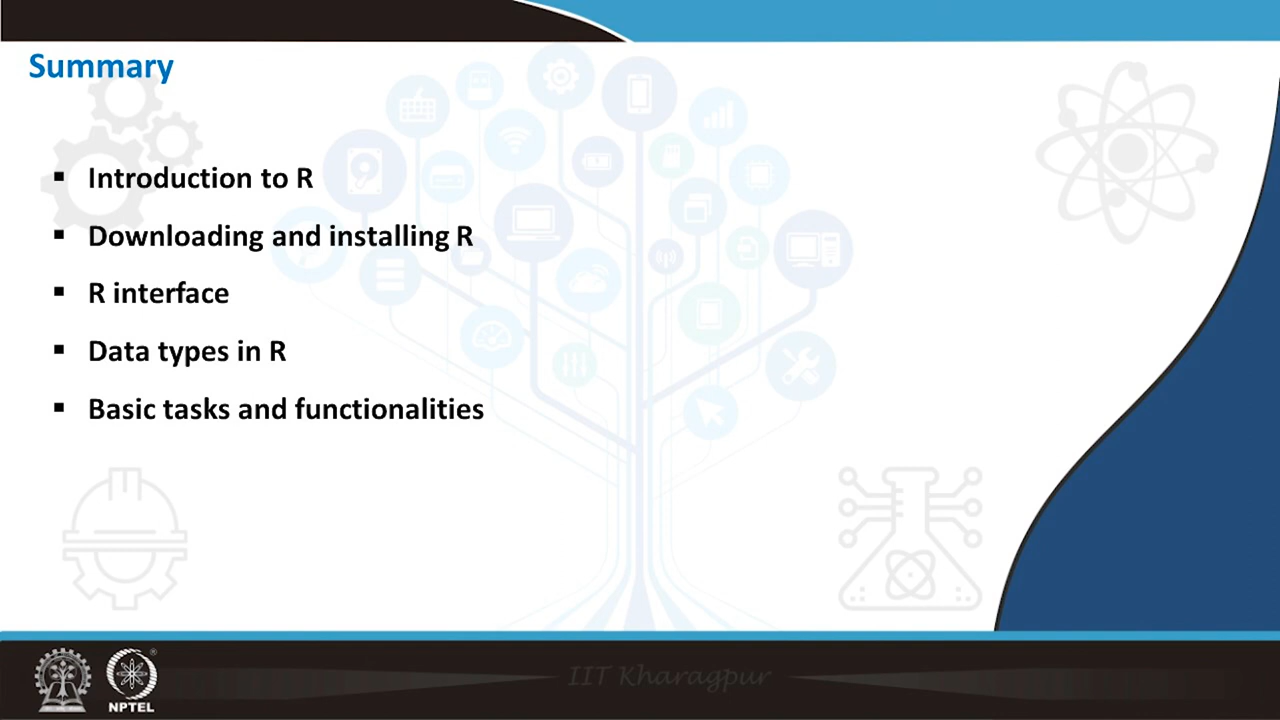 Summary
▪ Introduction to R
▪ Downloading and installing R
▪ R interface
▪ Data types in R
▪ Basic tasks and functionalities
IIT Kharagpur
NPTEL